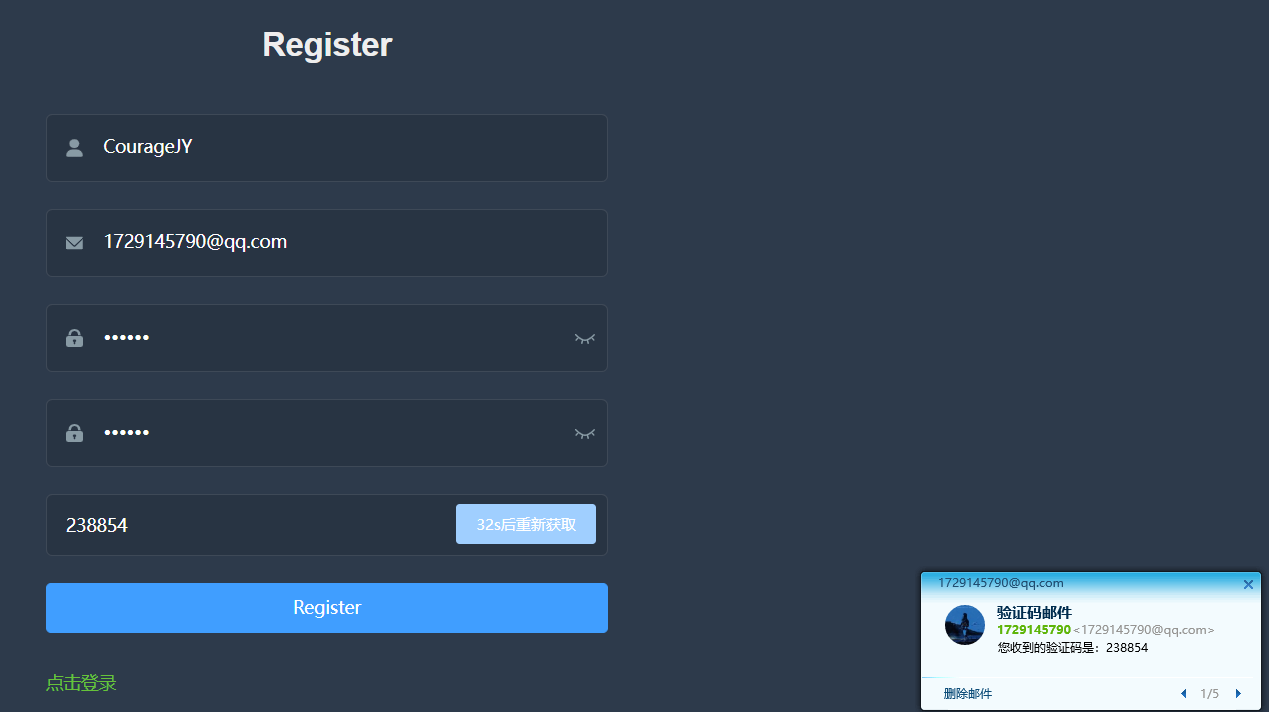 Register
CourageJY
1729145790@qq.com
••••••
••••••
238854
32s后重新获取
Register
点击登录
1729145790@qq.com
验证码邮件
1729145790<1729145790@qq.com>
您收到的验证码是：238854
删除邮件
1/5